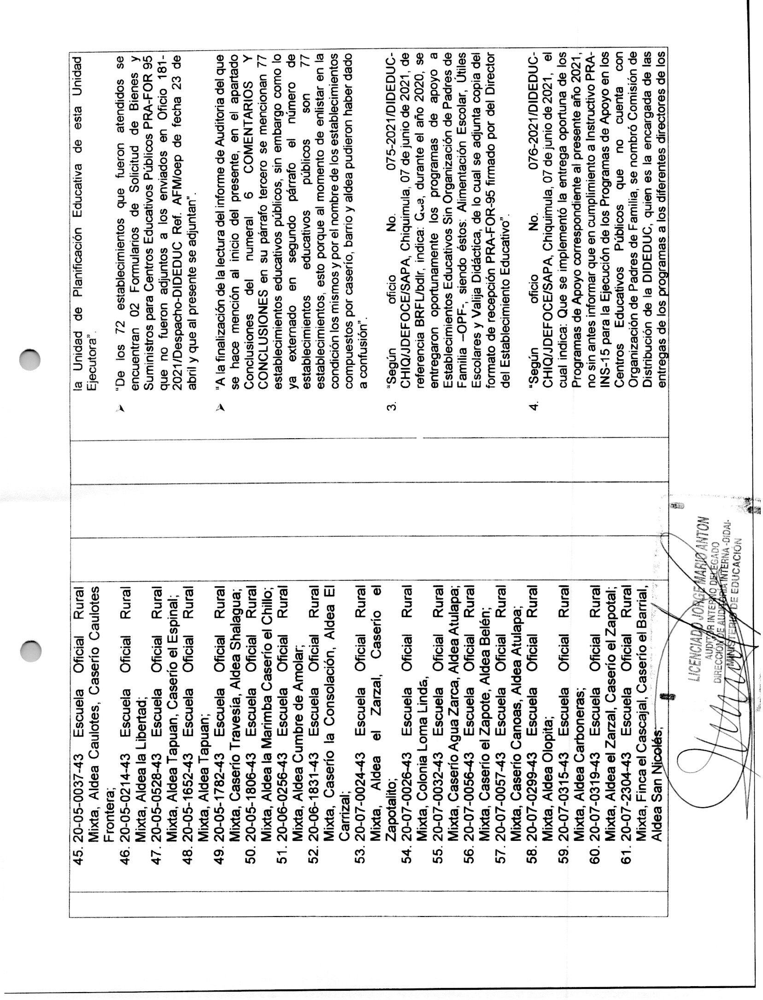 45. 20-05-0037-43 Escuela Oficial Rural
Mixta, Aldea Caulotes, Caserío Caulotes
Frontera;
46. 20-05-0214-43 Escuela Oficial Rural
Mixta, Aldea la Libertad;
47. 20-05-0528-43 Escuela Oficial Rural
Mixta, Aldea Tapuan, Caserío el Espinal;
48. 20-05-1652-43 Escuela Oficial Rural
Mixta, Aldea Tapuan;
49. 20-05-1782-43 Escuela Oficial Rural
Mixta, Caserío Travesía, Aldea Shalagua;
50. 20-05-1806-43 Escuela Oficial Rural
Mixta, Aldea la Marimba Caserío el Chillo;
51. 20-06-0256-43 Escuela Oficial Rural
Mixta, Aldea Cumbre de Amolar;
52. 20-06-1831-43 Escuela Oficial Rural
Mixta, Caserío la Consolación, Aldea El
Carrizal;
53. 20-07-0024-43 Escuela Oficial Rural
Mixta, Aldea el Zarzal, Caserío el
Zapotalito;
54. 20-07-0026-43 Escuela Oficial Rural
Mixta, Colonia Loma Linda,
55. 20-07-0032-43 Escuela Oficial Rural
Mixta, Caserío Agua Zarca, Aldea Atulapa;
56. 20-07-0056-43 Escuela Oficial Rural
Mixta, Caserío el Zapote, Aldea Belén;
57. 20-07-0057-43 Escuela Oficial Rural
Mixta, Caserío Canoas, Aldea Atulapa;
58. 20-07-0299-43 Escuela Oficial Rural
Mixta, Aldea Olopita;
59. 20-07-0315-43 Escuela Oficial Rural
Mixta, Aldea Carboneras;
60. 20-07-0319-43 Escuela Oficial Rural
Mixta, Aldea el Zarzal, Caserío el Zapotal;
61. 20-07-2304-43 Escuela Oficial Rural
Mixta, Finca el Cascajal, Caserío el Barrial,
Aldea San Nicolás,
la Unidad de Planificación Educativa de esta Unidad
Ejecutora”.
➢ “De los 72 establecimientos que fueron atendidos se
encuentran 02 Formularios de Solicitud de Bienes y
Suministros para Centros Educativos Públicos PRA-FOR 95
que no fueron adjuntos a los enviados en Oficio 181-
2021/Despacho-DIDEDUC Ref. AFM/oep de fecha 23 de
abril y que al presente se adjuntan”.
➢ “A la finalización de la lectura del informe de Auditoria del que
se hace mención al inicio del presente, en el apartado
Conclusiones del numeral 6 COMENTARIOS Y
CONCLUSIONES en su párrafo tercero se mencionan 77
establecimientos educativos públicos, sin embargo como lo
ya externado en segundo párrafo el número de
establecimientos educativos públicos son 77
establecimientos, esto porque al momento de enlistar en la
condición los mismos y por el nombre de los establecimientos
compuestos por caserío, barrio y aldea pudieron haber dado
a confusión”.
3. “Según oficio No. 075-2021/DIDEDUC-
CHIQ/JDEFOCE/SAPA, Chiquimula, 07 de junio de 2021, de
referencia BRFL/bdlr, indica: Que, durante el año 2020, se
entregaron oportunamente los programas de apoyo a
Establecimientos Educativos Sin Organización de Padres de
Familia –OPF-, siendo éstos: Alimentación Escolar, Útiles
Escolares y Valija Didáctica, de lo cual se adjunta copia del
formato de recepción PRA-FOR-95 firmado por del Director
del Establecimiento Educativo”.
4. “Según oficio No. 076-2021/DIDEDUC-
CHIQ/JDEFOCE/SAPA, Chiquimula, 07 de junio de 2021, el
cual indica: Que se implementó la entrega oportuna de los
Programas de Apoyo correspondiente al presente año 2021,
no sin antes informar que en cumplimiento a Instructivo PRA-
INS-15 para la Ejecución de los Programas de Apoyo en los
Centros Educativos Públicos que no cuenta con
Organización de Padres de Familia, se nombró Comisión de
Distribución de la DIDEDUC, quien es la encargada de las
entregas de los programas a los diferentes directores de los
LICENCIADO JORGE MARIO ANTON
AUDITOR INTERNO DELEGADO
DIRECCIÓN DE AUDITORÍA INTERNA -DIDAI-
MINISTERIO DE EDUCACIÓN